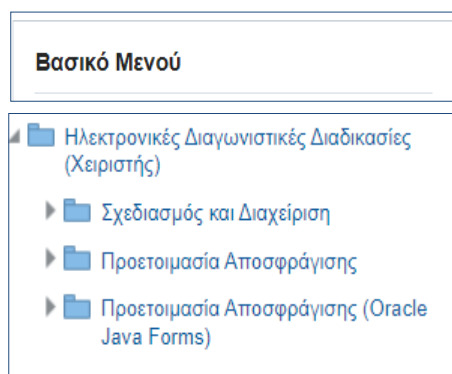 Βασικό Μενού
Ηλεκτρονικές Διαγωνιστικές Διαδικασίες
(Χειριστής)
Σχεδιασμός και Διαχείριση
Προετοιμασία Αποσφράγισης
Προετοιμασία Αποσφράγισης (Oracle
Java Forms)